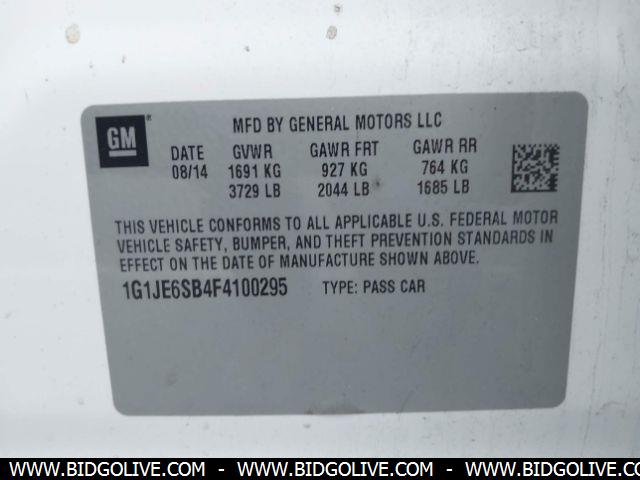 GM®
MFD BY GENERAL MOTORS LLC
DATE GVWR GAWR FRT GAWR RR
08/14 1691 KG 927 KG 764 KG
3729 LB 2044 LB 1685 LB
THIS VEHICLE CONFORMS TO ALL APPLICABLE U.S. FEDERAL MOTOR
VEHICLE SAFETY, BUMPER, AND THEFT PREVENTION STANDARDS IN
EFFECT ON THE DATE OF MANUFACTURE SHOWN ABOVE.
1G1JE6SB4F4100295 TYPE: PASS CAR
WWW.BIDGOLIVE.COM - WWW.BIDGOLIVE.COM - WWW.BIDGOLIVE.COM